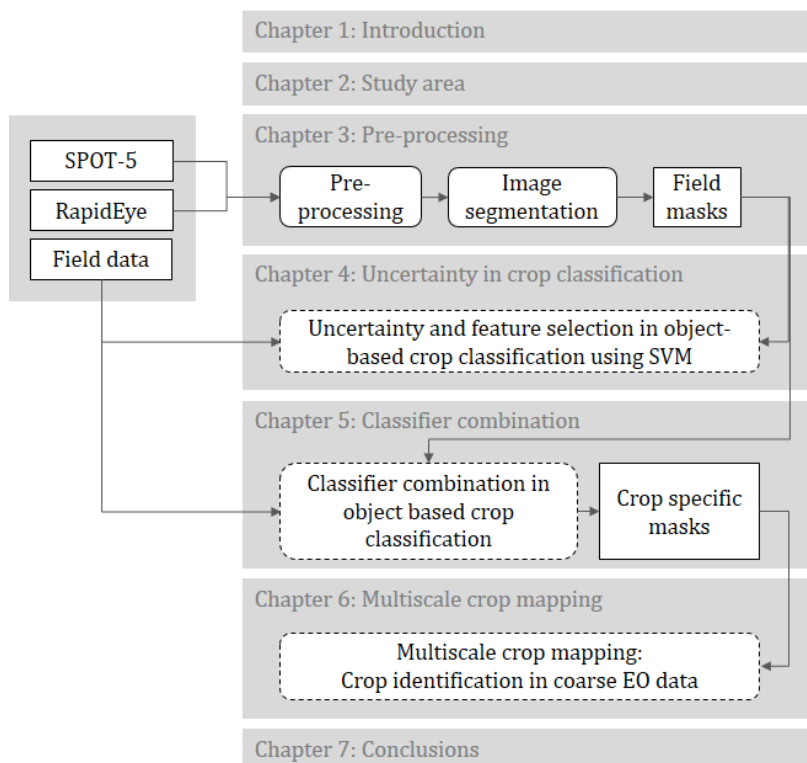 Chapter 1: Introduction
Chapter 2: Study area
SPOT-5
RapidEye
Field data
Chapter 3: Pre-processing
Pre-
processing
Image
segmentation
Field
masks
Chapter 4: Uncertainty in crop classification
Uncertainty and feature selection in object-
based crop classification using SVM
Chapter 5: Classifier combination
Classifier combination in
object based crop
classification
Crop specific
masks
Chapter 6: Multiscale crop mapping
Multiscale crop mapping:
Crop identification in coarse EO data
Chapter 7: Conclusions